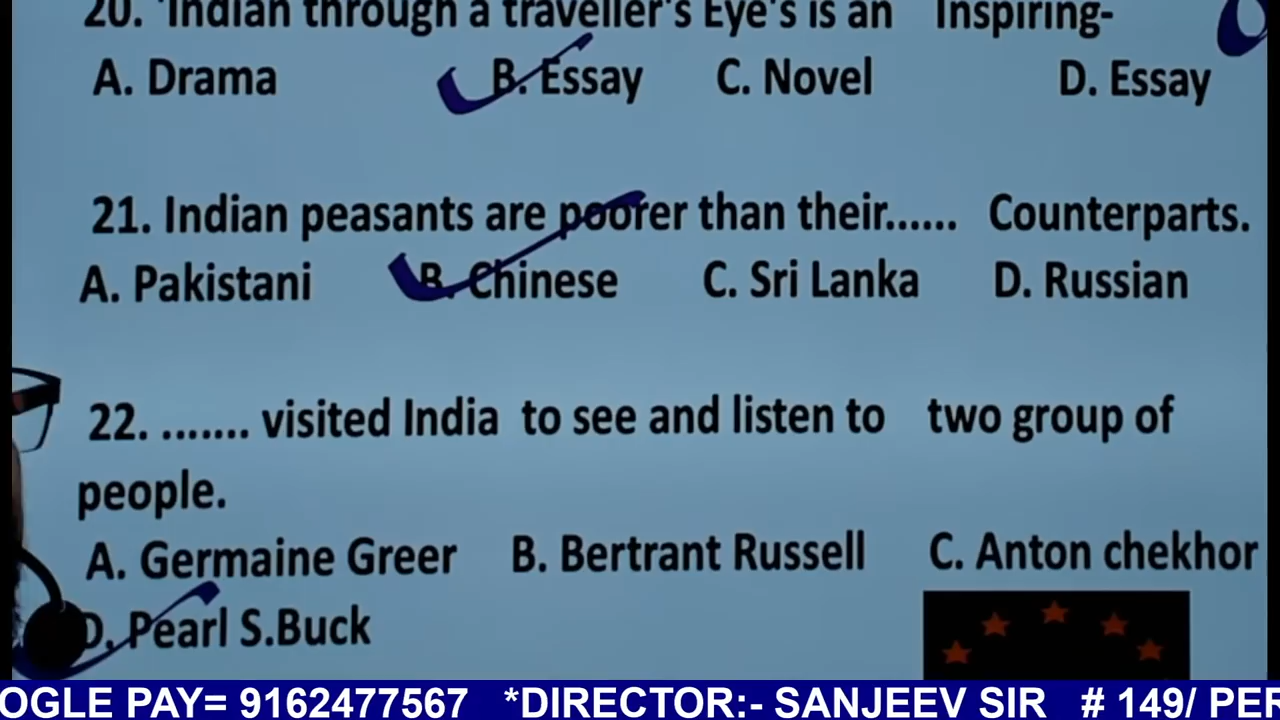 20. 'Indian through a traveller's Eye's is an Inspiring-
A. Drama B. Essay C. Novel D. Essay
21. Indian peasants are poorer than their...... Counterparts.
A. Pakistani B. Chinese C. Sri Lanka D. Russian
22. ....... visited India to see and listen to two group of
people.
A. Germaine Greer B. Bertrant Russell C. Anton chekhor
D. Pearl S.Buck
OGLE PAY= 9162477567 *DIRECTOR:- SANJEEV SIR # 149/ PER